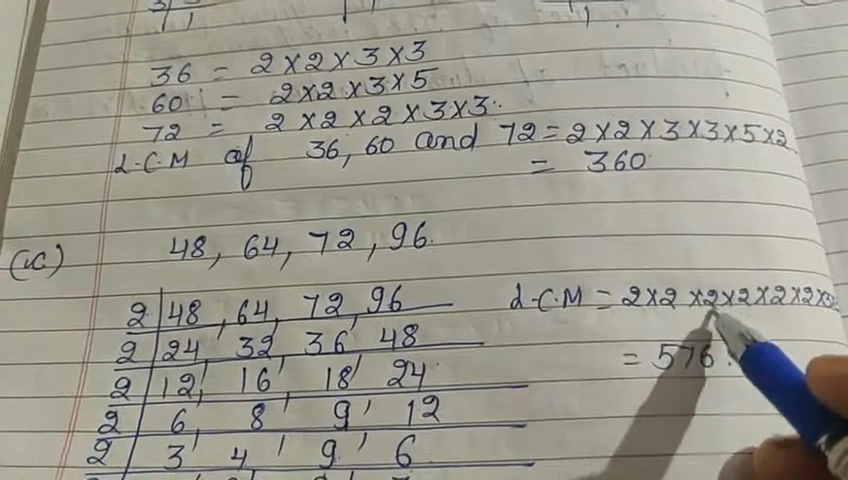 36 = 2×2×3×3
60 = 2×2×3×5
72 = 2×2×2×3×3.
L.C.M of 36, 60 and 72 = 2×2×3×3×5×2
= 360.
48, 64, 72, 96.
2 48, 64, 72, 96
L.C.M = 2×2×2×2×2×2×3
2 24, 32, 36, 48
= 576.
2 12, 16, 18, 24
2 6, 8, 9, 12
2 3, 4, 9, 6